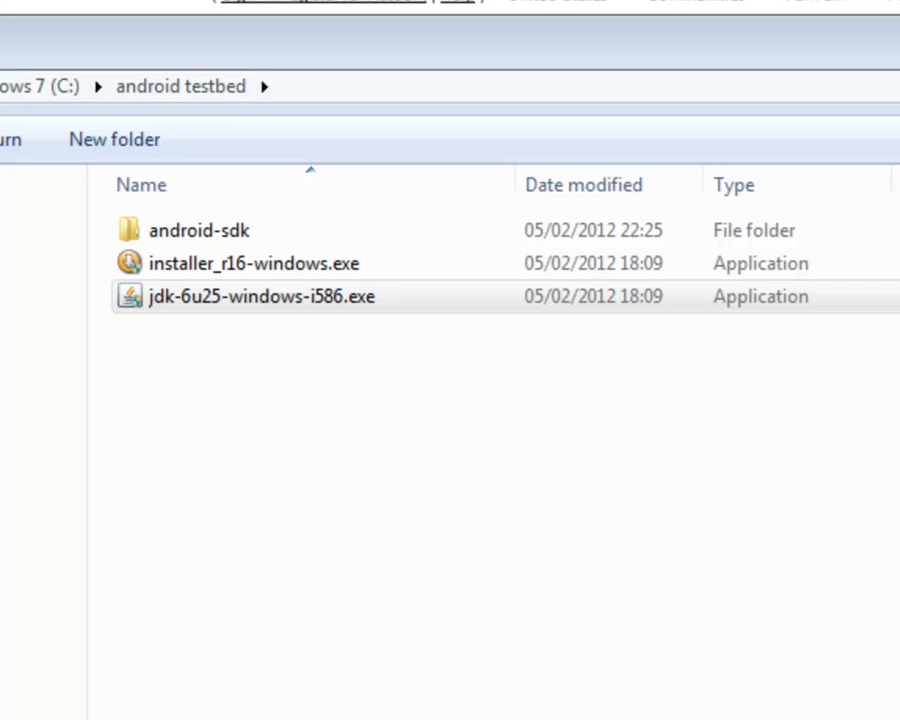 ows 7 (C:) android testbed
urn New folder
Name Date modified Type
android-sdk 05/02/2012 22:25 File folder
installer_r16-windows.exe 05/02/2012 18:09 Application
jdk-6u25-windows-i586.exe 05/02/2012 18:09 Application